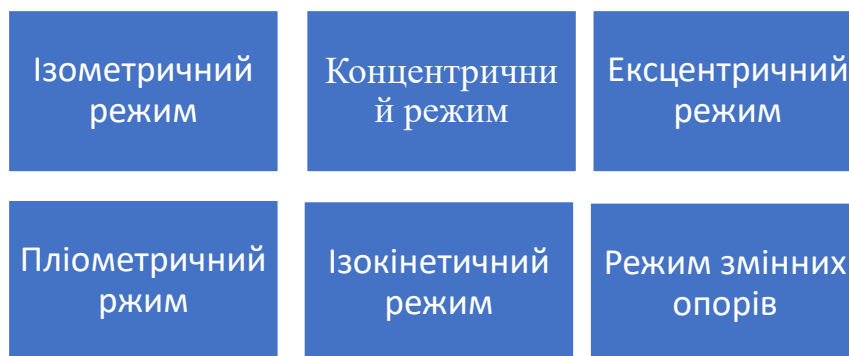 Ізометричний
режим
Концентрични
й режим
Ексцентричний
режим
Пліометричний
ржим
Ізокінетичний
режим
Режим змінних
опорів